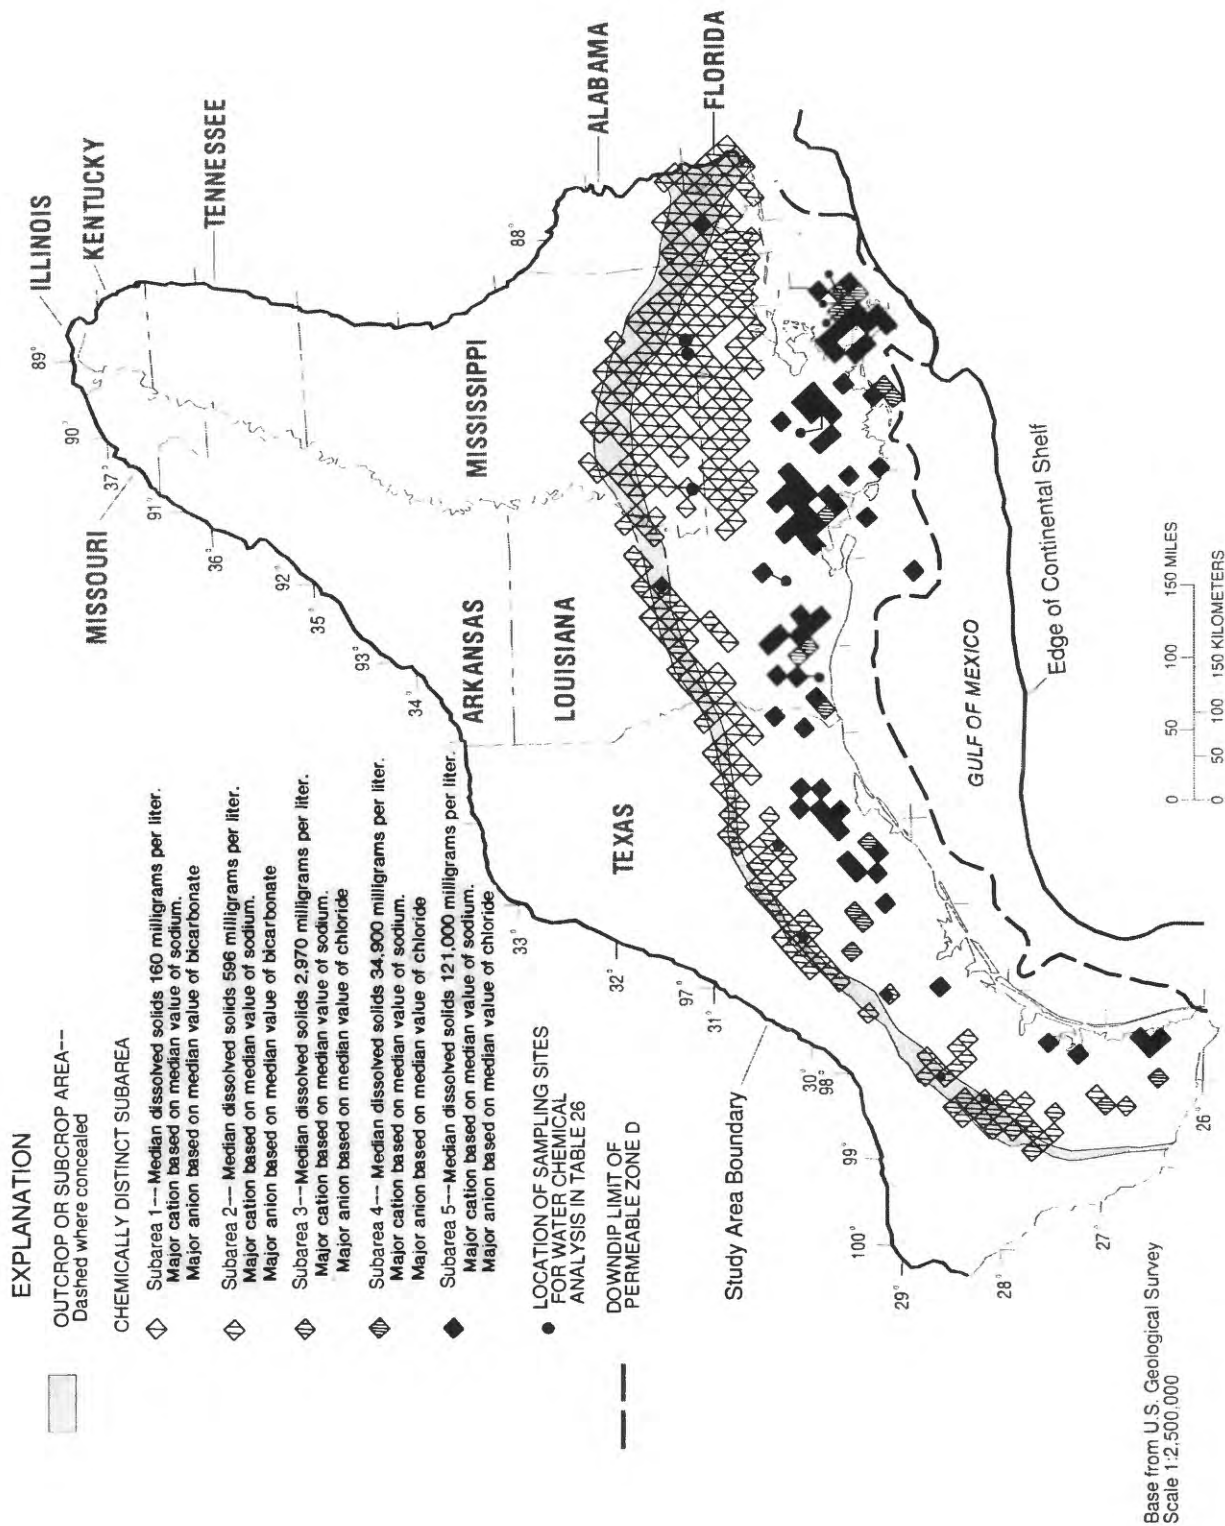 EXPLANATION
OUTCROP OR SUBCROP AREA--
Dashed where concealed
CHEMICALLY DISTINCT SUBAREA
Subarea 1--- Median dissolved solids 160 milligrams per liter.
Major cation based on median value of sodium.
Major anion based on median value of bicarbonate
Subarea 2--- Median dissolved solids 596 milligrams per liter.
Major cation based on median value of sodium.
Major anion based on median value of bicarbonate
Subarea 3---Median dissolved solids 2,970 milligrams per liter.
Major cation based on median value of sodium.
Major anion based on median value of chloride
Subarea 4--- Median dissolved solids 34,900 milligrams per liter.
Major cation based on median value of sodium.
Major anion based on median value of chloride
Subarea 5---Median dissolved solids 121,000 milligrams per liter.
Major cation based on median value of sodium.
Major anion based on median value of chloride
LOCATION OF SAMPLING SITES
FOR WATER CHEMICAL
ANALYSIS IN TABLE 26
DOWNDIP LIMIT OF
PERMEABLE ZONE D
Study Area Boundary
MISSOURI
ILLINOIS
KENTUCKY
TENNESSEE
ARKANSAS
MISSISSIPPI
ALABAMA
LOUISIANA
TEXAS
FLORIDA
89°
90°
37°
91°
36°
92°
35°
93°
34°
88°
33°
32°
97°
31°
30°
98°
99°
100°
29°
28°
27°
26°
GULF OF MEXICO
Edge of Continental Shelf
0 50 100 150 MILES
0 50 100 150 KILOMETERS
Base from U.S. Geological Survey
Scale 1:2,500,000